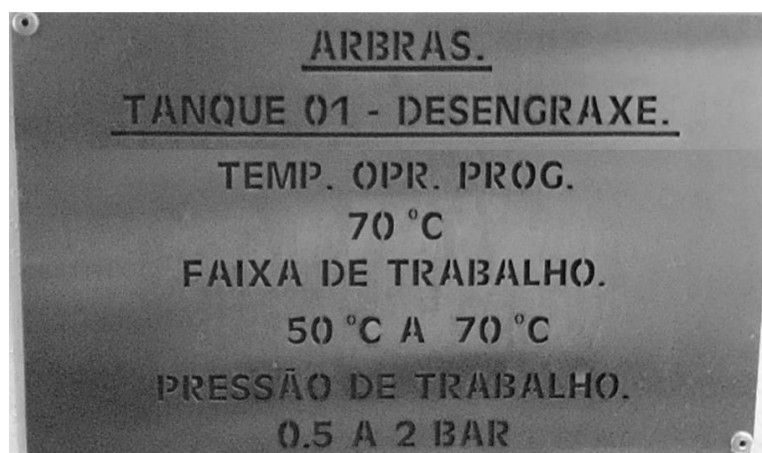 ARBRAS.
TANQUE 01 - DESENGRAXE.
TEMP. OPR. PROG.
70 °C
FAIXA DE TRABALHO.
50 °C A 70 °C
PRESSÃO DE TRABALHO.
0.5 A 2 BAR